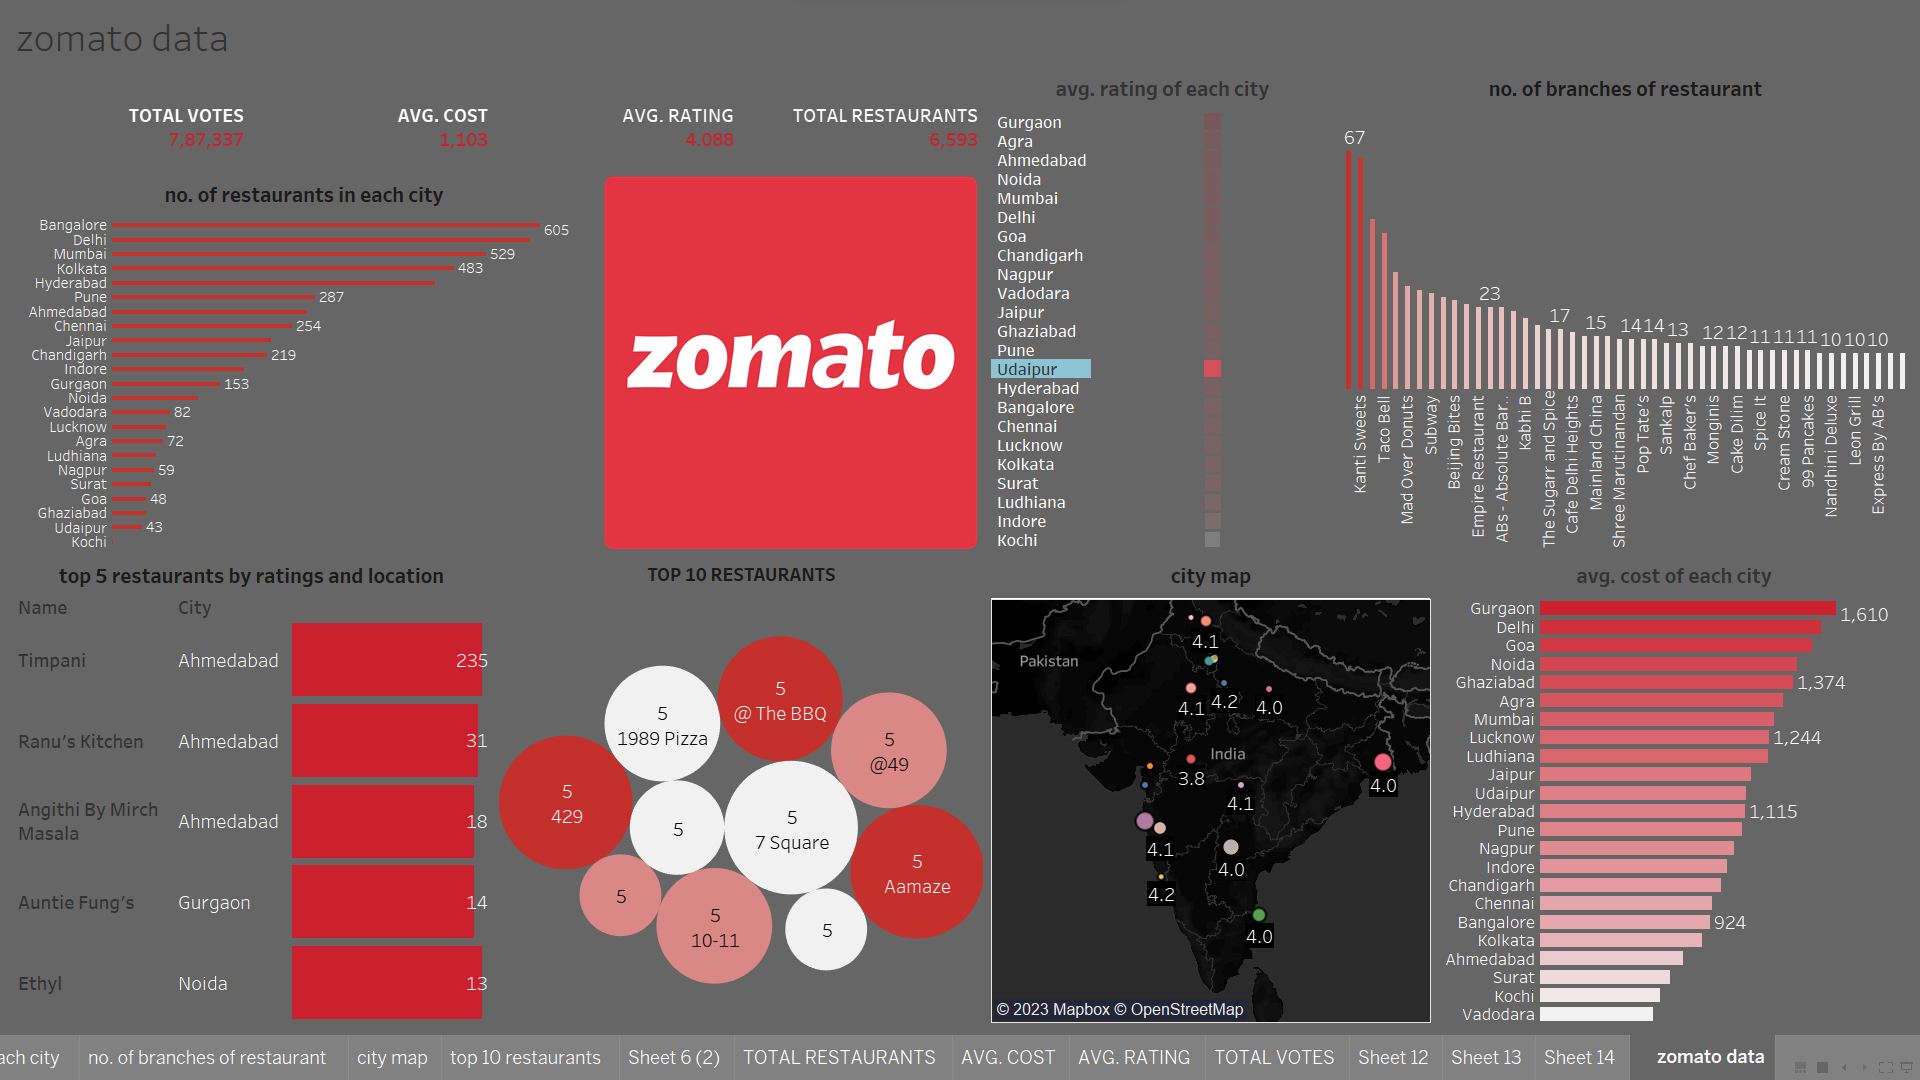 zomato data
TOTAL VOTES
7,87,337
AVG. COST
1,103
AVG. RATING
4.088
TOTAL RESTAURANTS
6,593
no. of restaurants in each city
Bangalore
605
Delhi
Mumbai
529
Kolkata
483
Hyderabad
Pune
287
Ahmedabad
Chennai
254
Jaipur
Chandigarh
219
Indore
Gurgaon
153
Noida
Vadodara
82
Lucknow
Agra
72
Ludhiana
Nagpur
59
Surat
Goa
48
Ghaziabad
Udaipur
43
Kochi
zomato
avg. rating of each city
Gurgaon
Agra
Ahmedabad
Noida
Mumbai
Delhi
Goa
Chandigarh
Nagpur
Vadodara
Jaipur
Ghaziabad
Pune
Udaipur
Hyderabad
Bangalore
Chennai
Lucknow
Kolkata
Surat
Ludhiana
Indore
Kochi
no. of branches of restaurant
67
23
17
15
14
14
13
12
12
11
11
11
10
10
10
Kanti Sweets
Taco Bell
Mad Over Donuts
Subway
Beijing Bites
Empire Restaurant
ABs - Absolute Bar..
Kabhi B
The Sugarr and Spice
Cafe Delhi Heights
Mainland China
Shree Marutinandan
Pop Tate's
Sankalp
Chef Baker's
Monginis
Cake Dilim
Spice It
Cream Stone
99 Pancakes
Nandhini Deluxe
Leon Grill
Express By AB's
top 5 restaurants by ratings and location
Name
City
Timpani
Ahmedabad
235
Ranu's Kitchen
Ahmedabad
31
Angithi By Mirch
Masala
Ahmedabad
18
Auntie Fung's
Gurgaon
14
Ethyl
Noida
13
TOP 10 RESTAURANTS
5
@ The BBQ
5
1989 Pizza
5
@49
5
429
5
5
7 Square
5
Aamaze
5
5
10-11
5
city map
Pakistan
4.1
4.1
4.2
4.0
India
3.8
4.0
4.1
4.1
4.0
4.2
4.0
© 2023 Mapbox © OpenStreetMap
avg. cost of each city
Gurgaon
1,610
Delhi
Goa
Noida
Ghaziabad
1,374
Agra
Mumbai
Lucknow
1,244
Ludhiana
Jaipur
Udaipur
Hyderabad
1,115
Pune
Nagpur
Indore
Chandigarh
Chennai
Bangalore
924
Kolkata
Ahmedabad
Surat
Kochi
Vadodara
ach city
no. of branches of restaurant
city map
top 10 restaurants
Sheet 6 (2)
TOTAL RESTAURANTS
AVG. COST
AVG. RATING
TOTAL VOTES
Sheet 12
Sheet 13
Sheet 14
zomato data